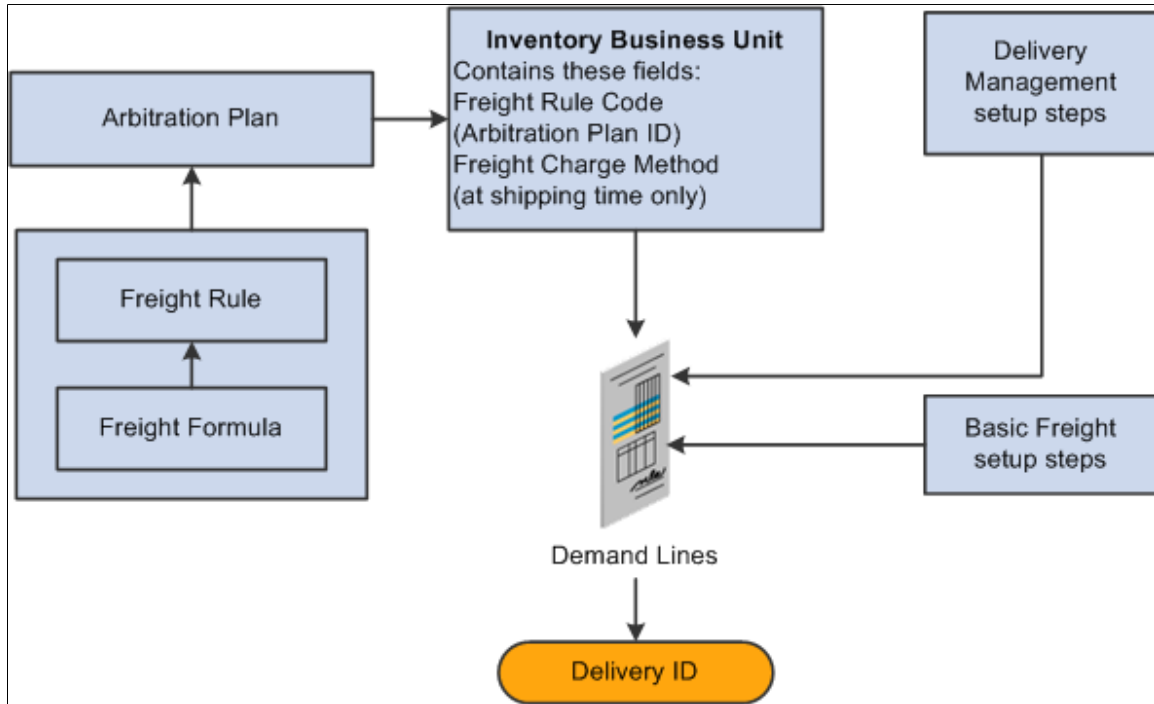 Arbitration Plan
Inventory Business Unit
Contains these fields:
Freight Rule Code
(Arbitration Plan ID)
Freight Charge Method
(at shipping time only)
Delivery
Management
setup steps
Freight Rule
Freight Formula
Basic Freight
setup steps
Demand Lines
Delivery ID